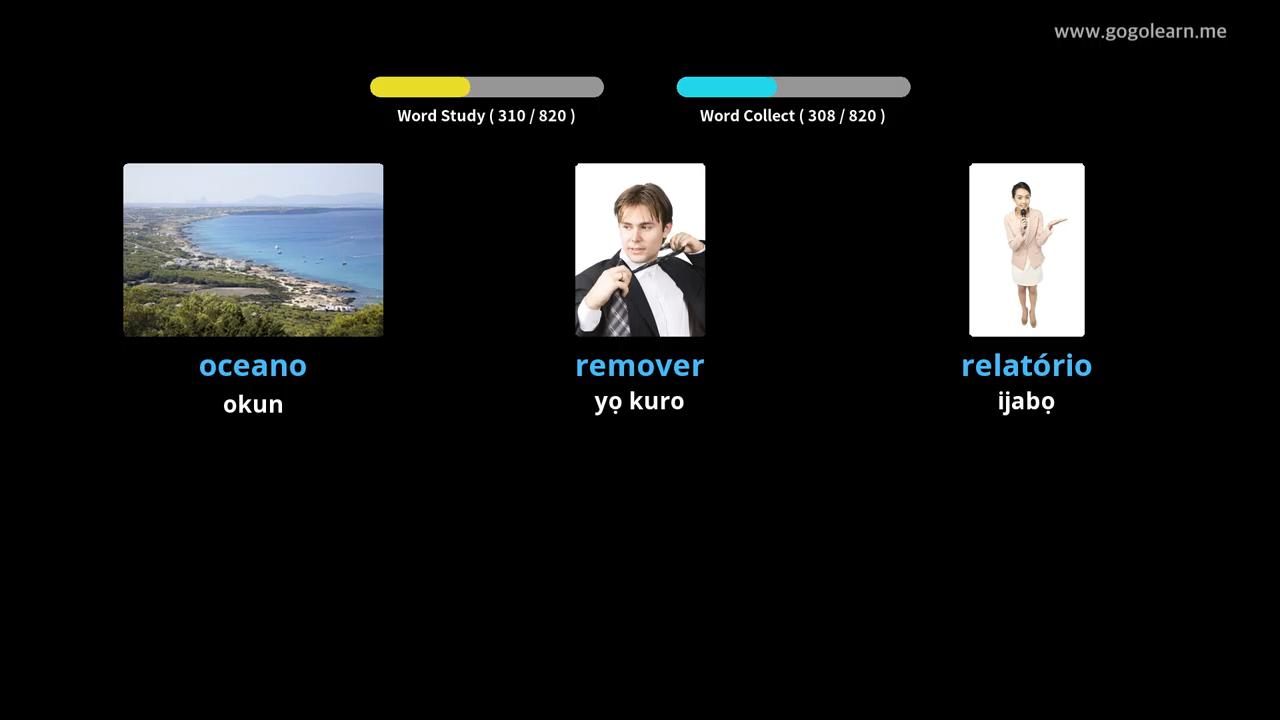 www.gogolearn.me
Word Study ( 310 / 820 )
Word Collect ( 308 / 820 )
oceano
okun
remover
yọ kuro
relatório
ijabọ